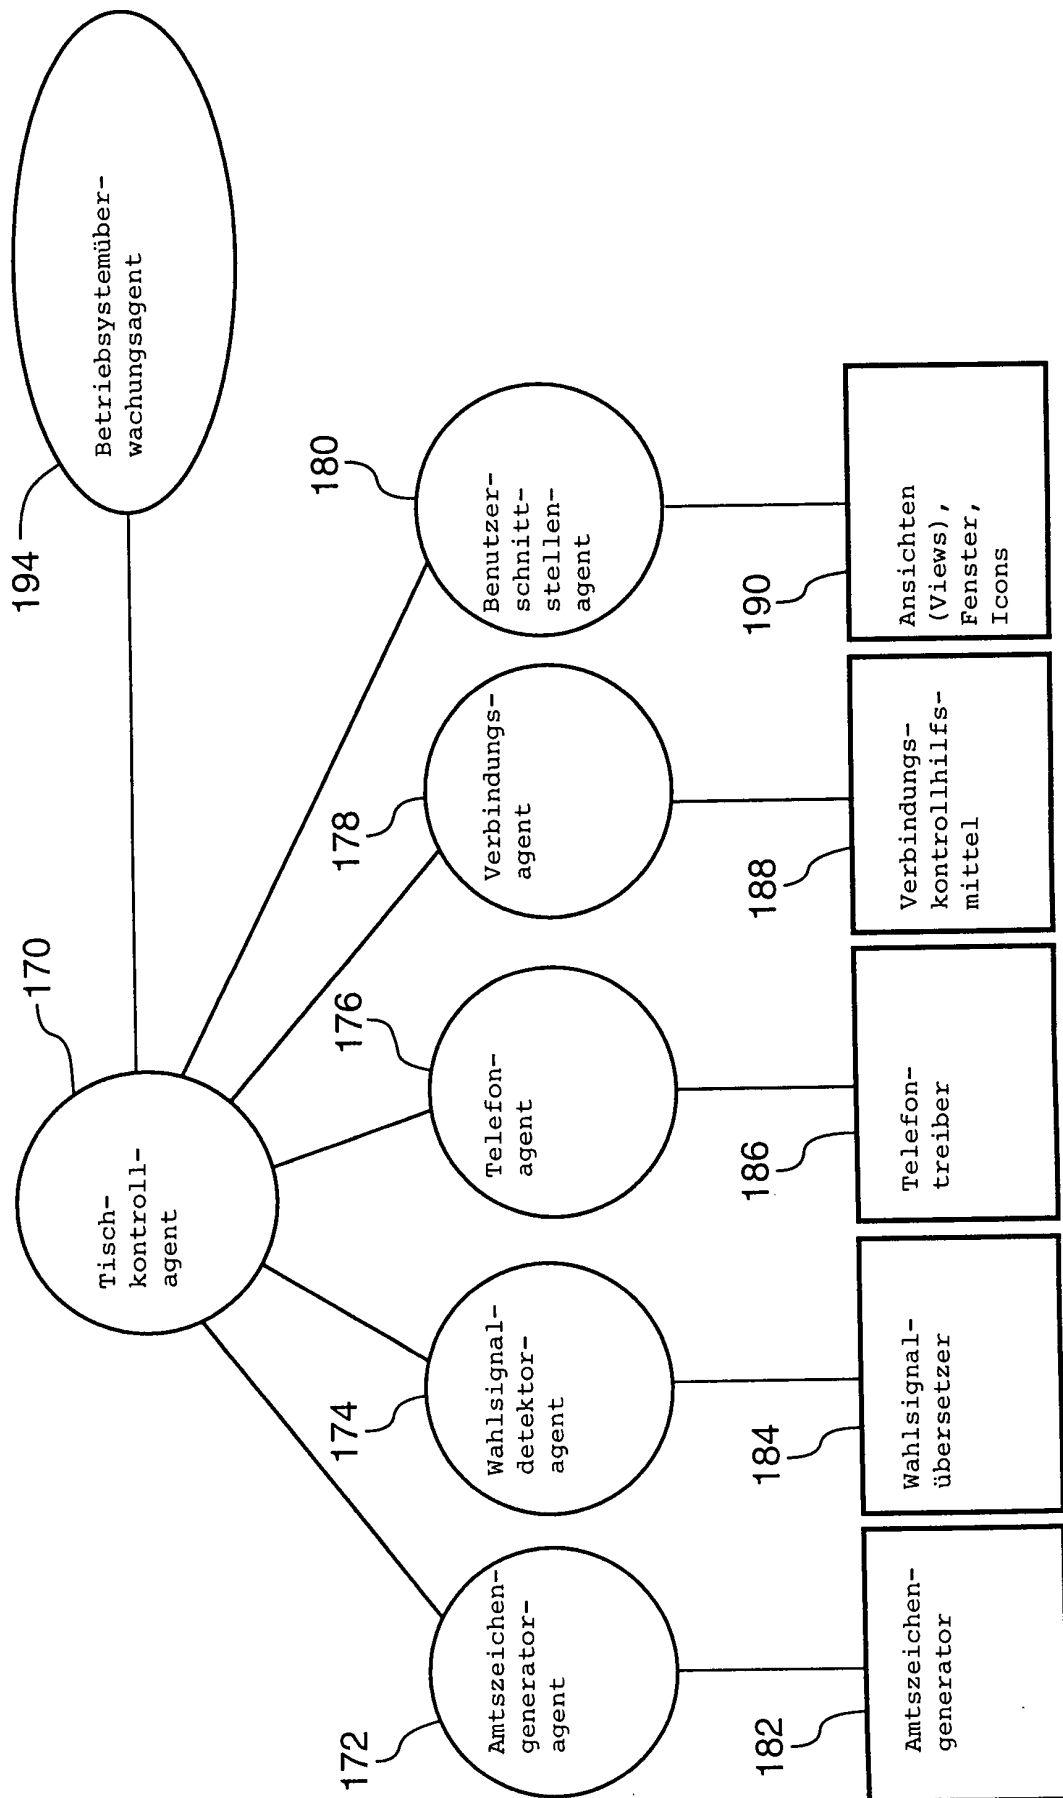 194
Betriebsystemüber-
wachungsagent
170
Tisch-
kontroll-
agent
172
Amtszeichen-
generator-
agent
174
Wahlsignal-
detektor-
agent
176
Telefon-
agent
178
Verbindungs-
agent
180
Benutzer-
schnitt-
stellen-
agent
182
Amtszeichen-
generator
184
Wahlsignal-
übersetzer
186
Telefon-
treiber
188
Verbindungs-
kontrollhilfs-
mittel
190
Ansichten
(Views),
Fenster,
Icons